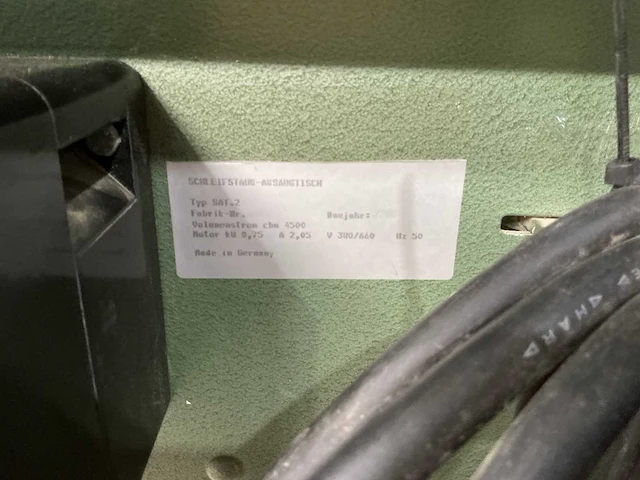 SCHLEIFSTAUB-ABSAUGTISCH
Typ SAT.2
Fabrik-Nr. Baujahr:
Volumenstrom cbm 4500
Motor kW 0,75 A 2,05 V 380/660 Hz 50
Made in Germany
◁ HARD